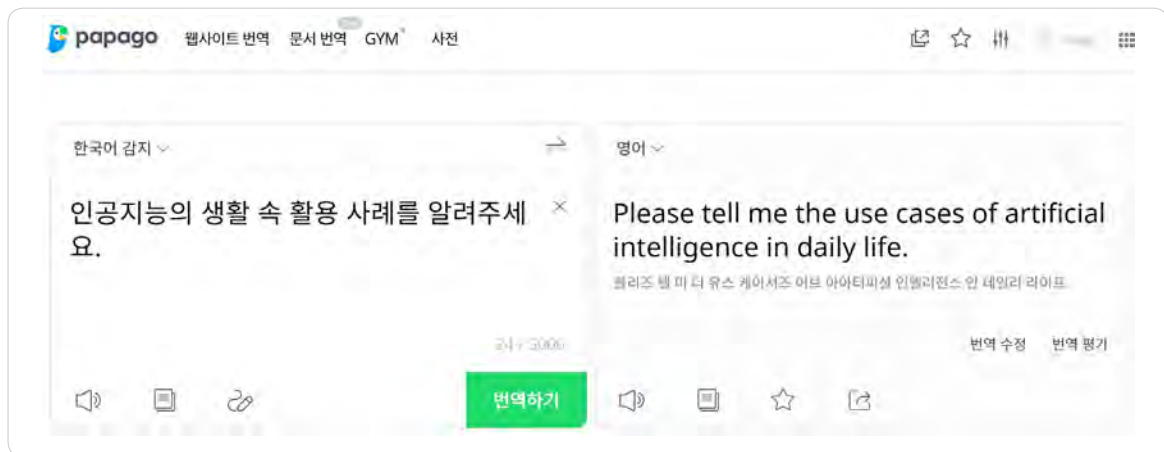 papago 웹사이트 번역 문서 번역 GYM 사전
한국어 감지
영어
인공지능의 생활 속 활용 사례를 알려주세
요.
Please tell me the use cases of artificial
intelligence in daily life.
플리즈 텔 미 디 유스 케이서즈 어브 아아티피셜 인텔리전스 인 데일리 라이프
24 / 5000
번역 수정 번역 평가
번역하기